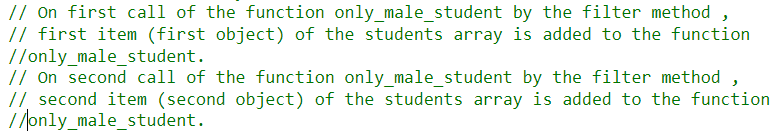 // On first call of the function only_male_student by the filter method ,
// first item (first object) of the students array is added to the function
//only_male_student.
// On second call of the function only_male_student by the filter method ,
// second item (second object) of the students array is added to the function
//only_male_student.